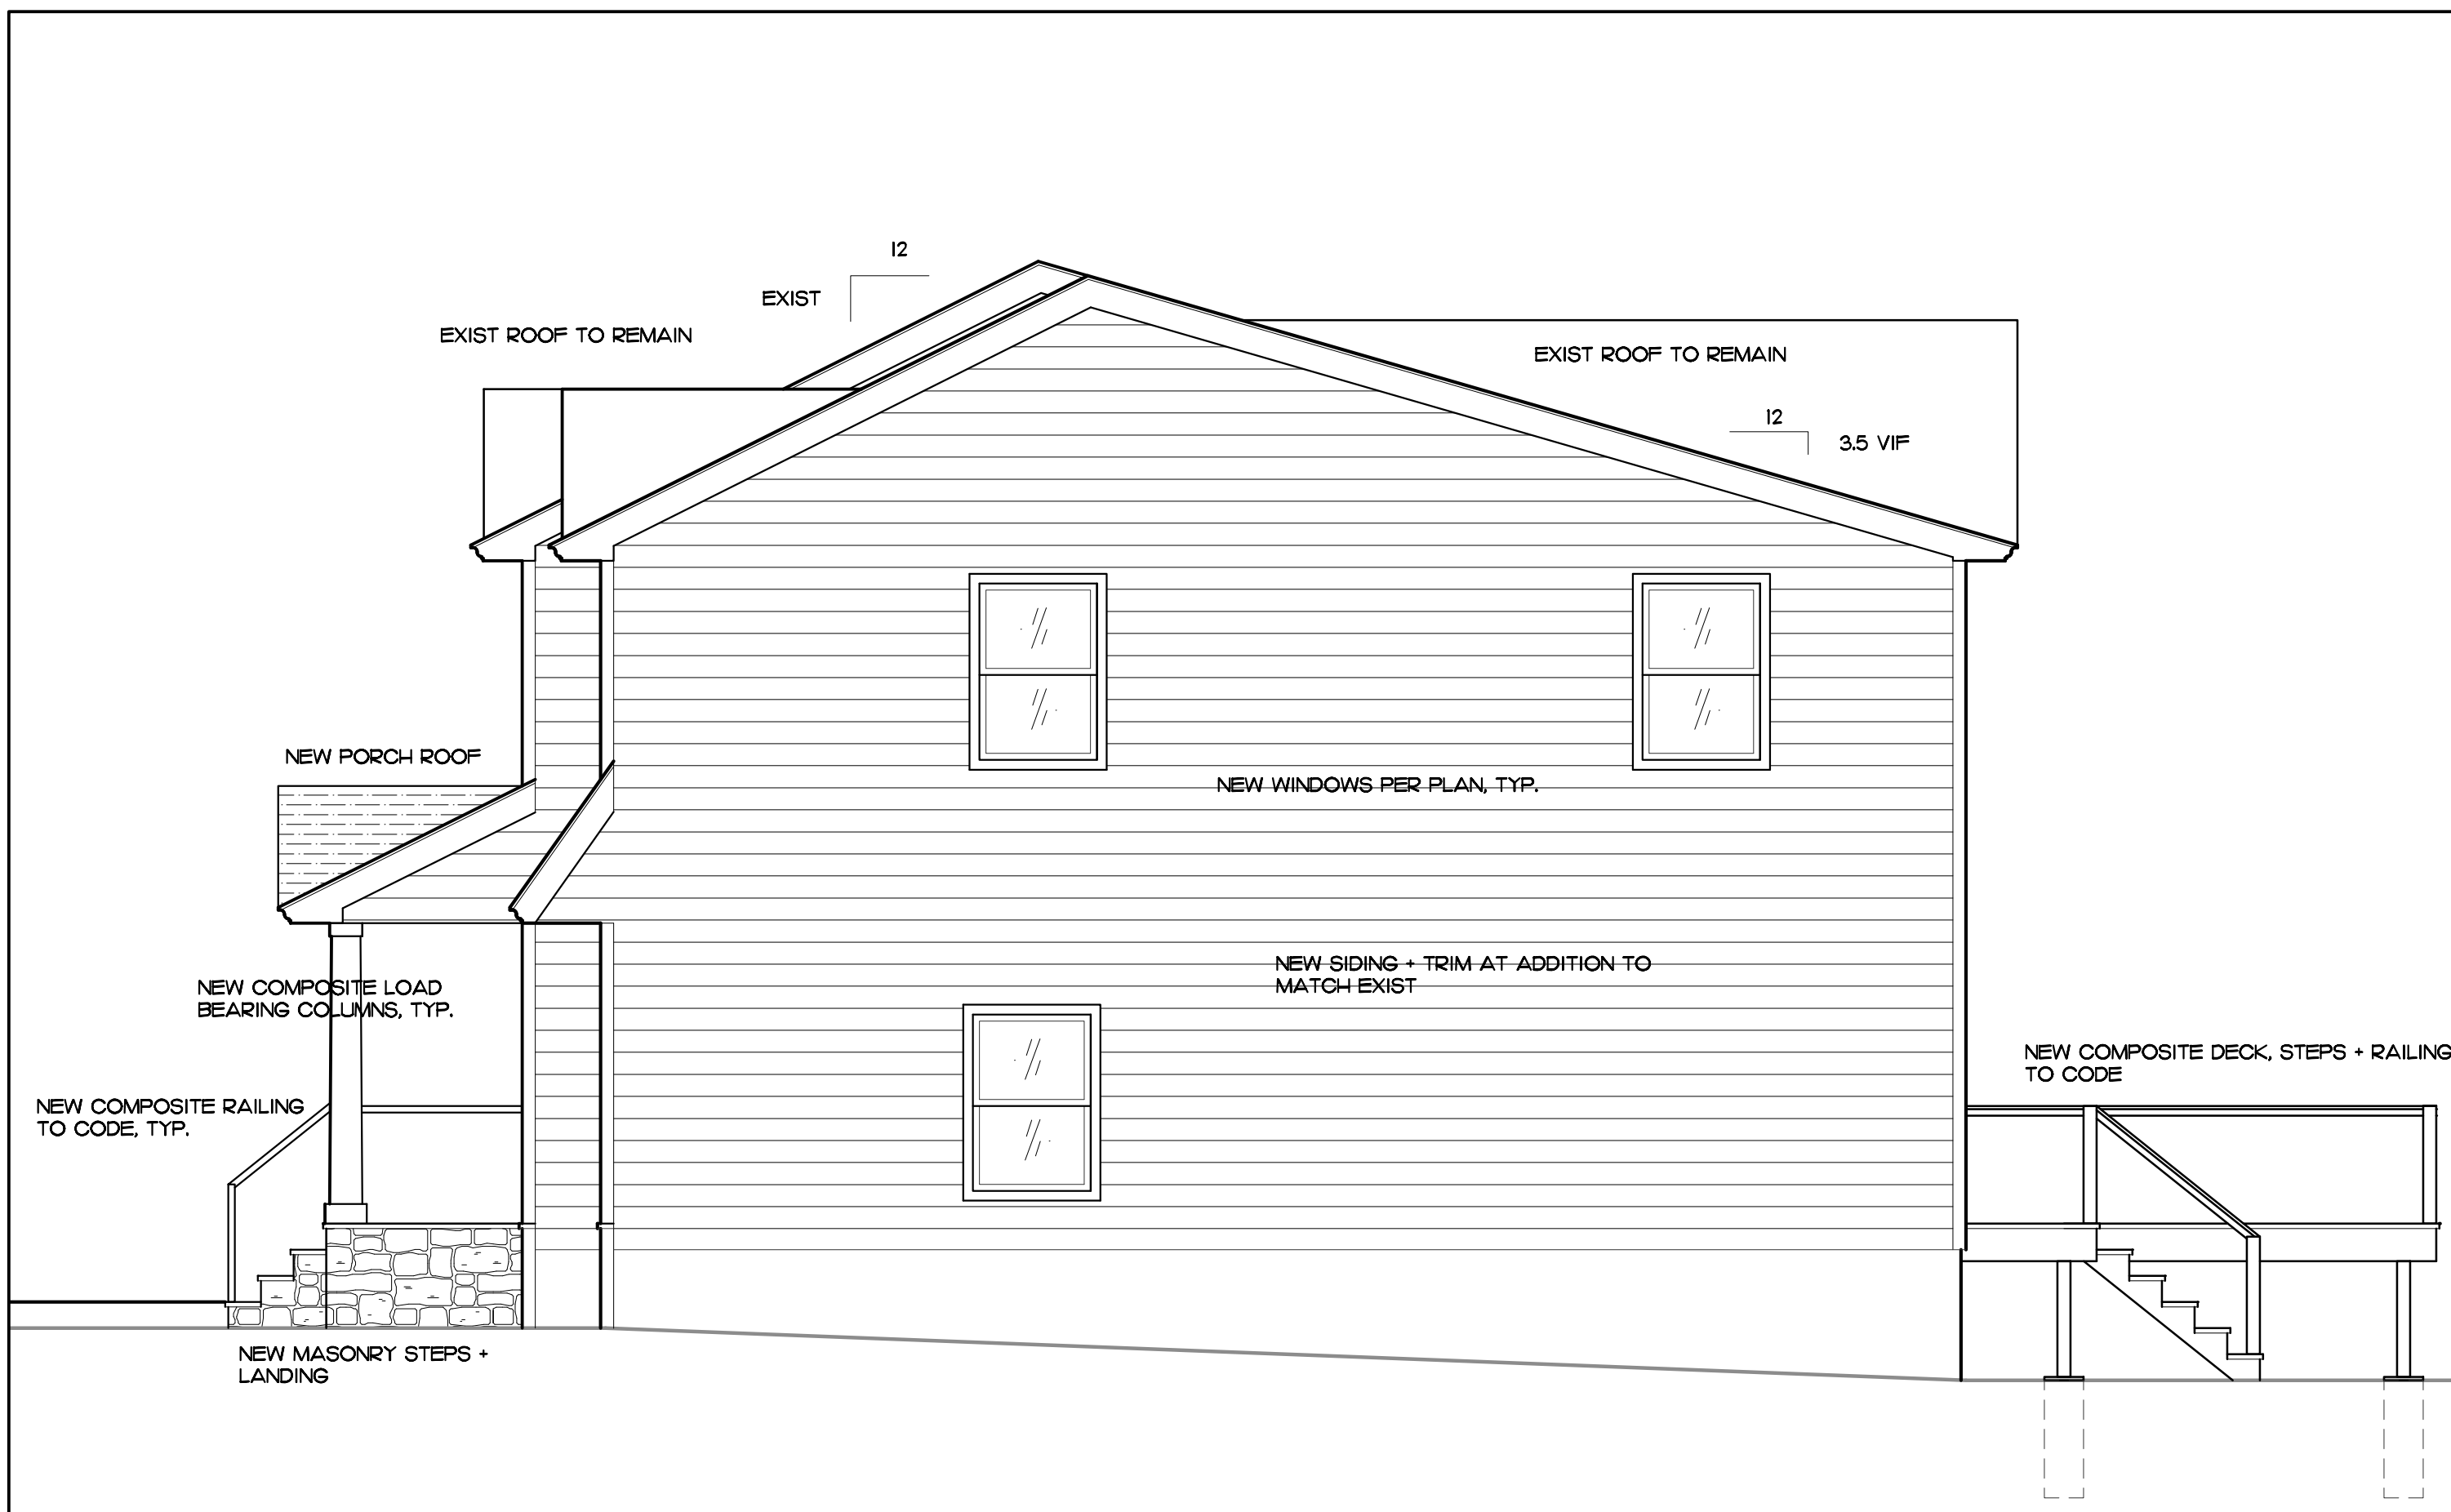 12
EXIST
EXIST ROOF TO REMAIN
EXIST ROOF TO REMAIN
12
3.5 VIF
NEW PORCH ROOF
NEW WINDOWS PER PLAN, TYP.
NEW SIDING + TRIM AT ADDITION TO
MATCH EXIST
NEW COMPOSITE LOAD
BEARING COLUMNS, TYP.
NEW COMPOSITE DECK, STEPS + RAILING
TO CODE
NEW COMPOSITE RAILING
TO CODE, TYP.
NEW MASONRY STEPS +
LANDING